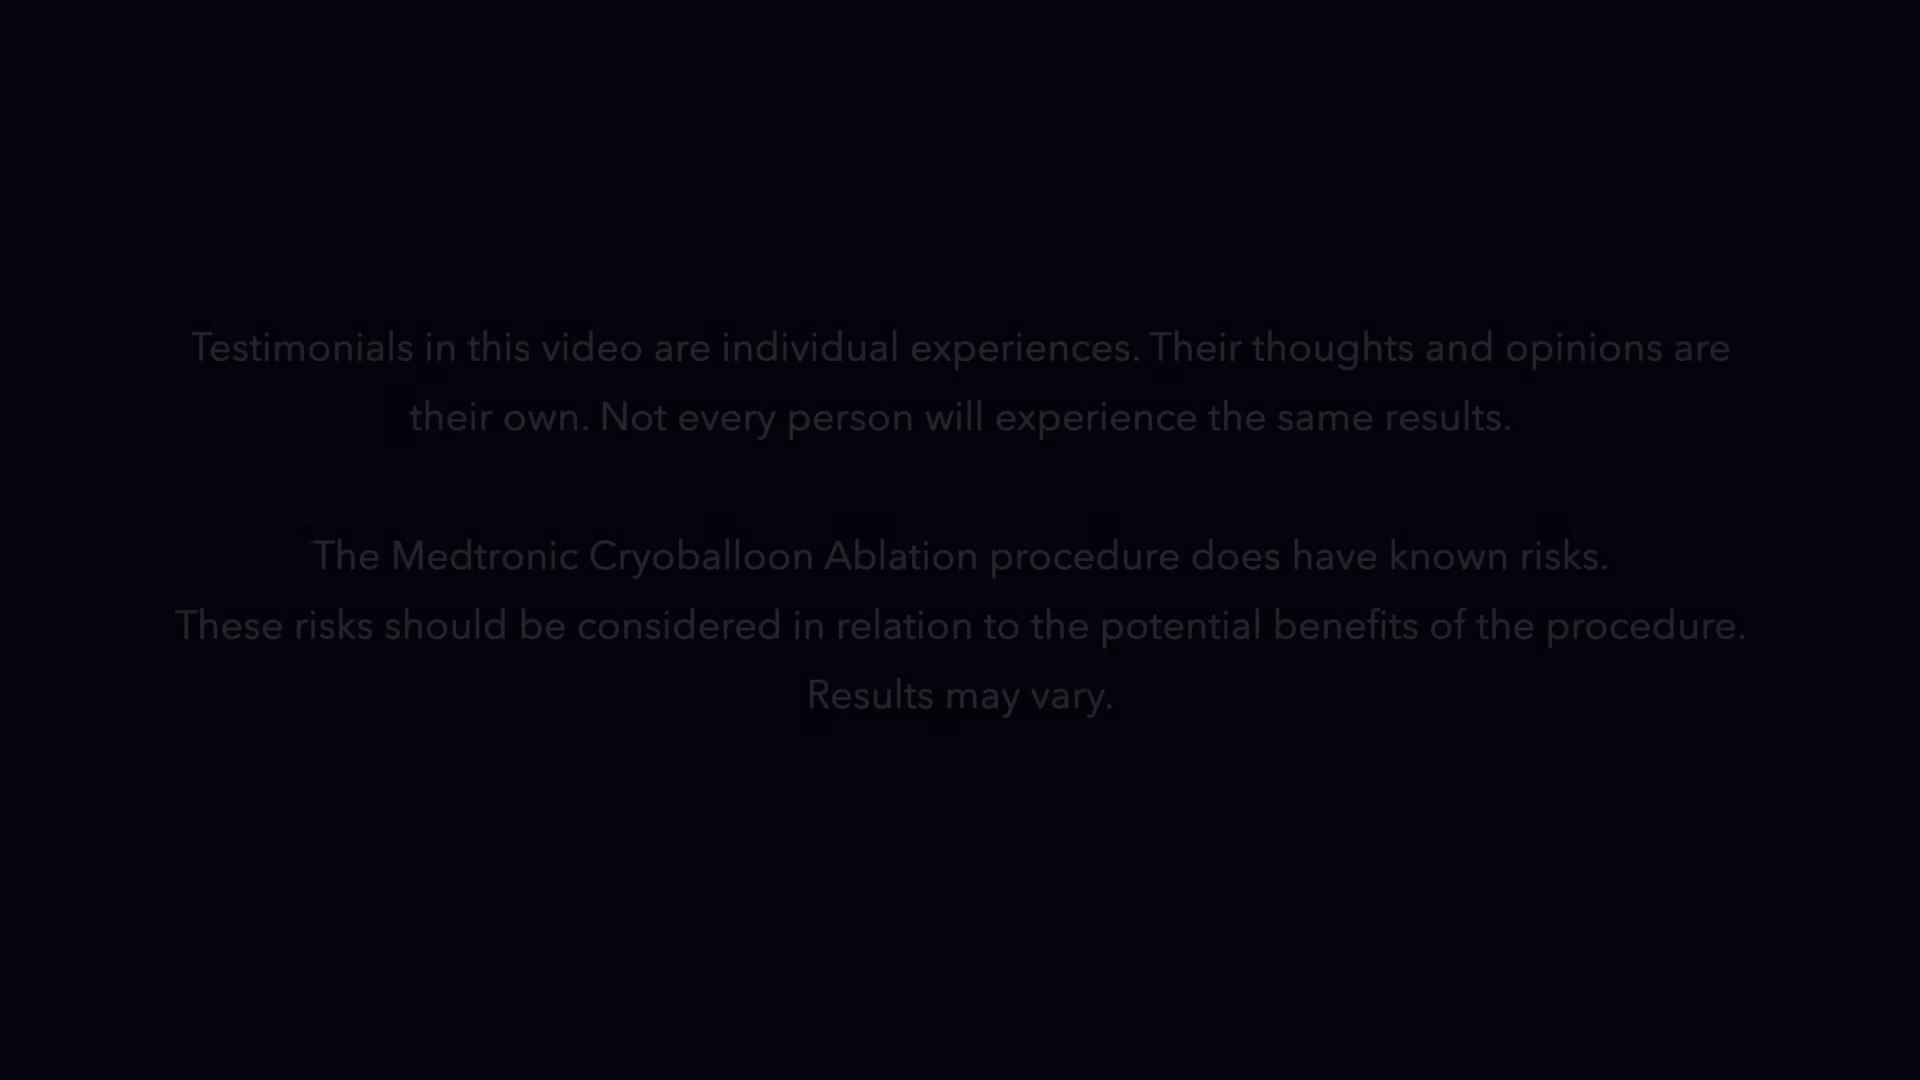 Testimonials in this video are individual experiences. Their thoughts and opinions are
their own. Not every person will experience the same results.
The Medtronic Cryoballoon Ablation procedure does have known risks.
These risks should be considered in relation to the potential benefits of the procedure.
Results may vary.